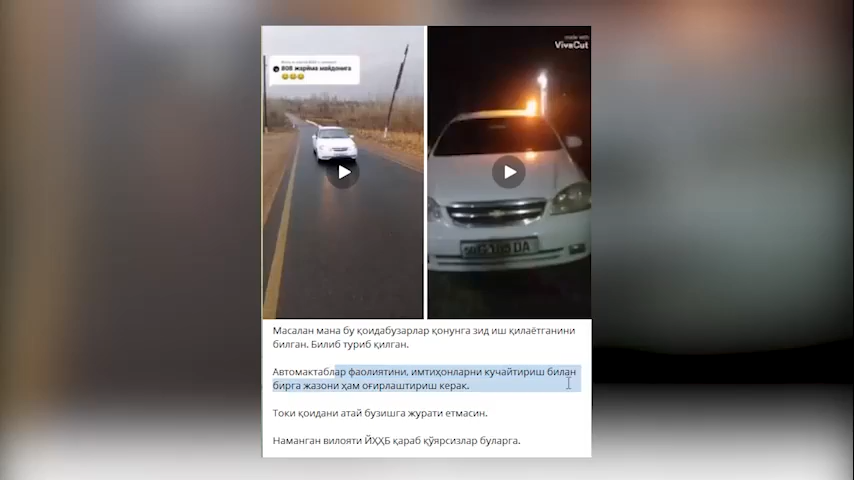 808 жарима майдонига
made with
VivaCut
Масалан мана бу қоидабузарлар қонунга зид иш қилаётганини
билган. Билиб туриб қилган.
Автомактаблар фаолиятини, имтиҳонларни кучайтириш билан
бирга жазони ҳам оғирлаштириш керак.
Токи қоидани атай бузишга журати етмасин.
Наманган вилояти ЙҲХБ қараб қўярсизлар буларга.